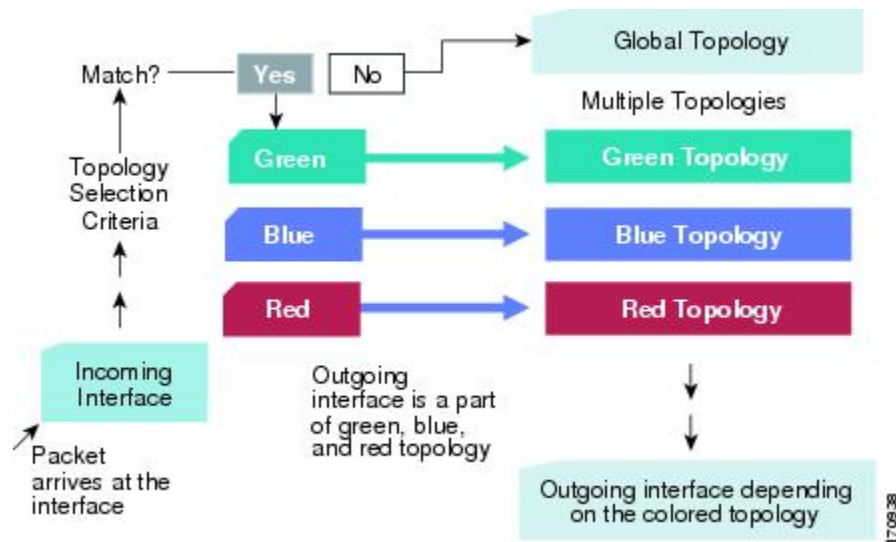 Match?
Yes
No
Global Topology
Multiple Topologies
Green
Green Topology
Topology
Selection
Criteria
Blue
Blue Topology
Red
Red Topology
Incoming
Interface
Outgoing
interface is a part
of green, blue,
and red topology
Packet
arrives at the
interface
Outgoing interface depending
on the colored topology
170838